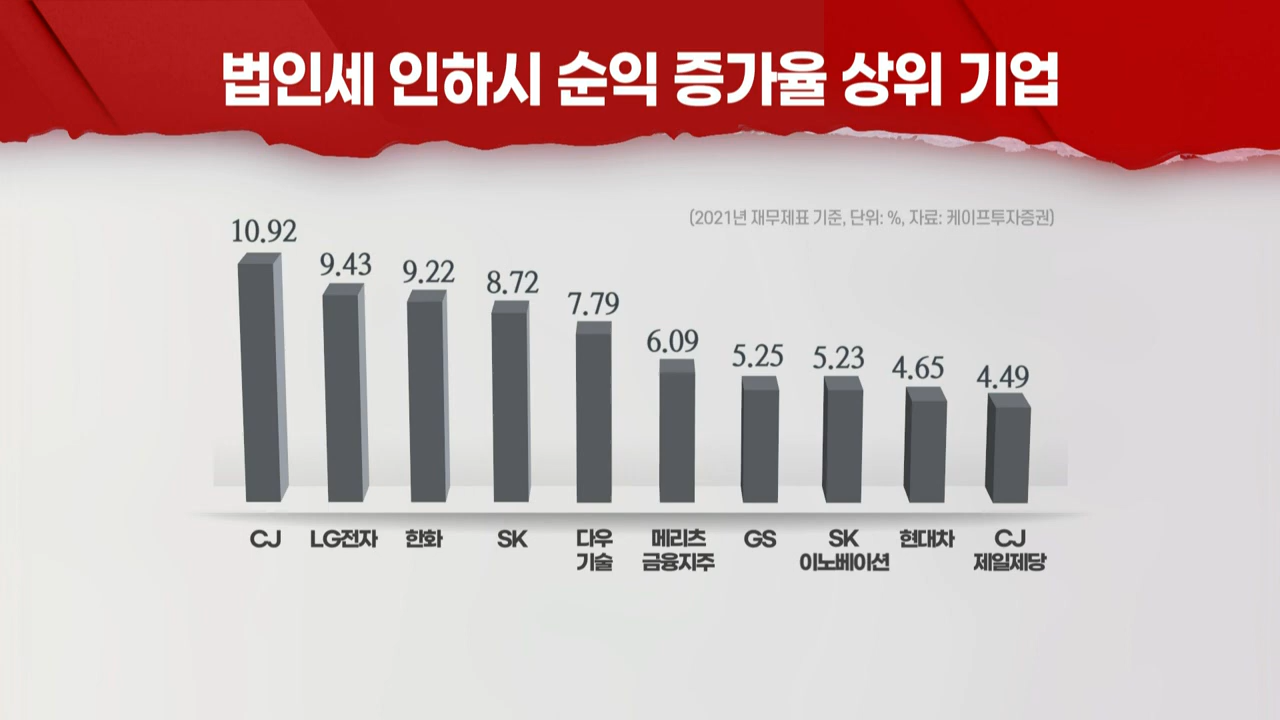 법인세 인하시 순익 증가율 상위 기업
(2021년 재무제표 기준, 단위: %, 자료: 케이프투자증권)
10.92
9.43
9.22
8.72
7.79
6.09
5.25
5.23
4.65
4.49
CJ
LG전자
한화
SK
다우
기술
메리츠
금융지주
GS
SK
이노베이션
현대차
CJ
제일제당